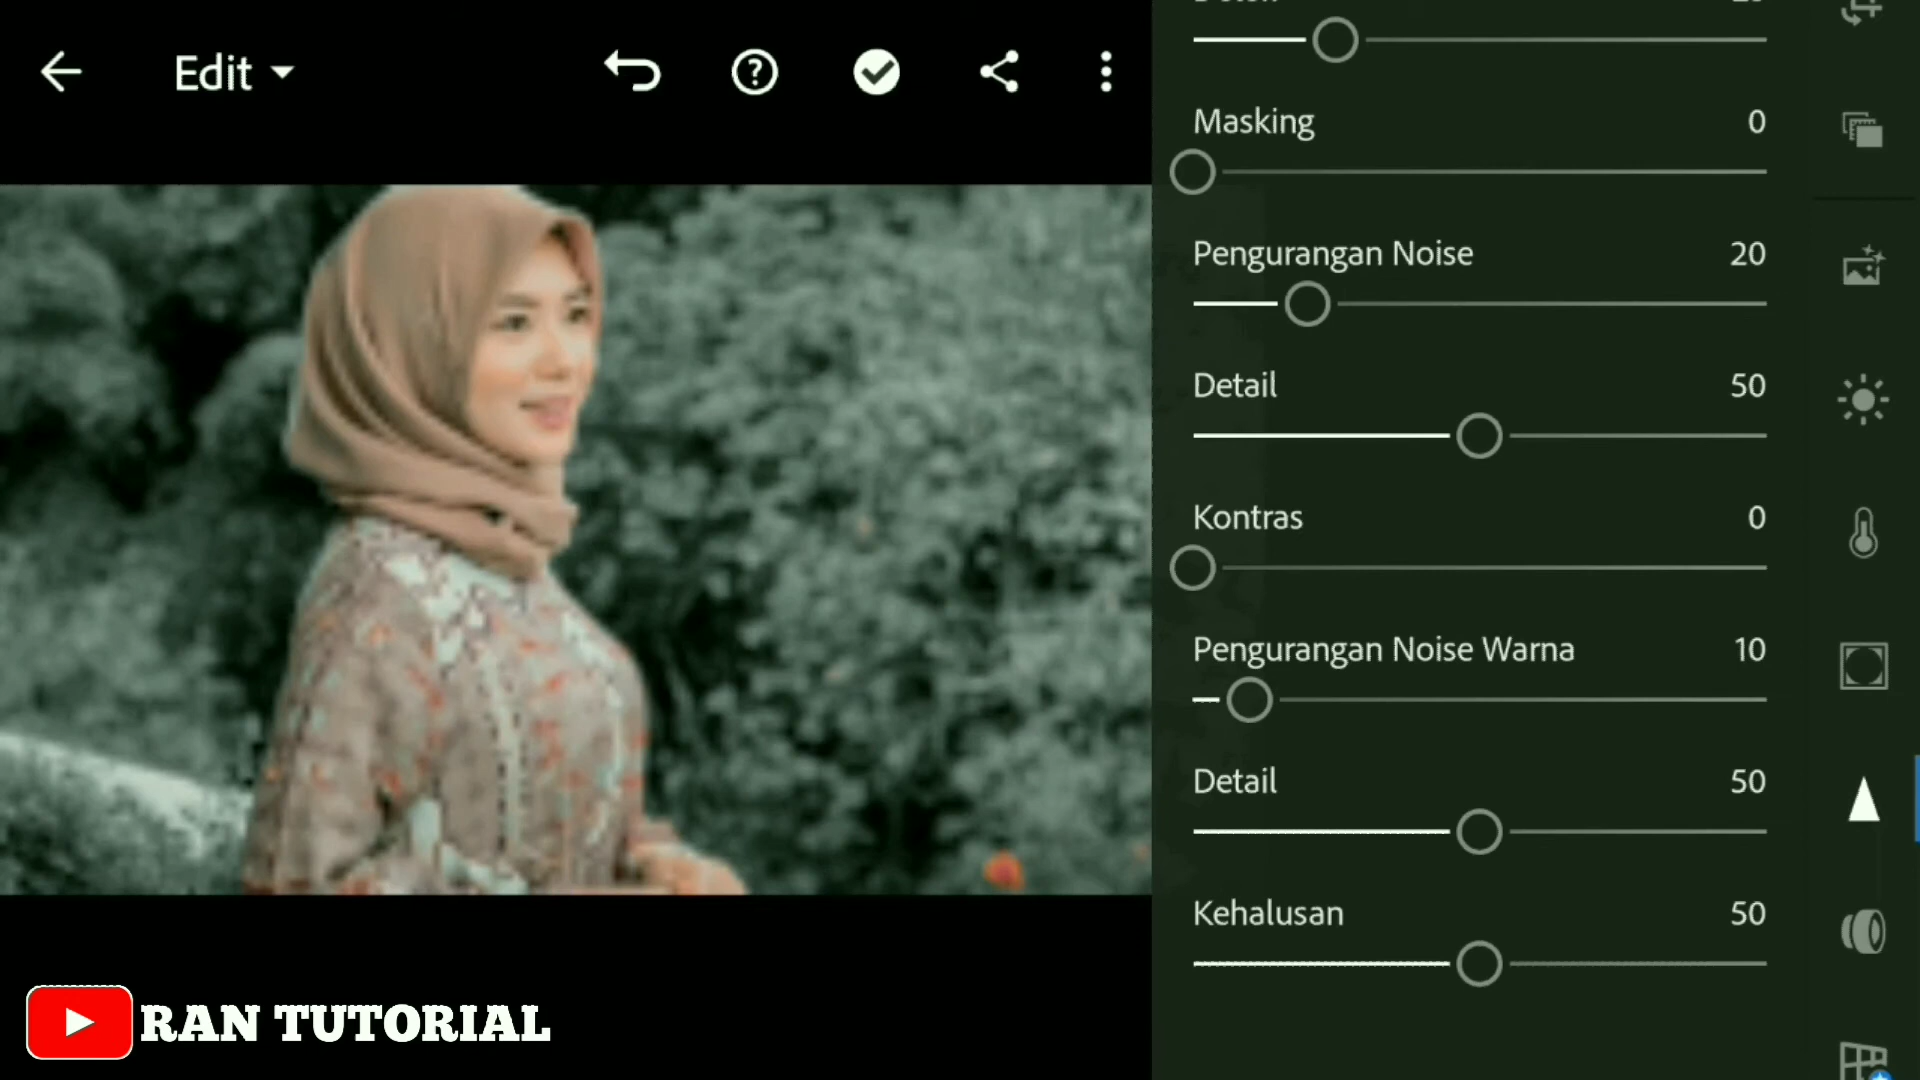 Edit
Masking 0
Pengurangan Noise 20
Detail 50
Kontras 0
Pengurangan Noise Warna 10
Detail 50
Kehalusan 50
RAN TUTORIAL